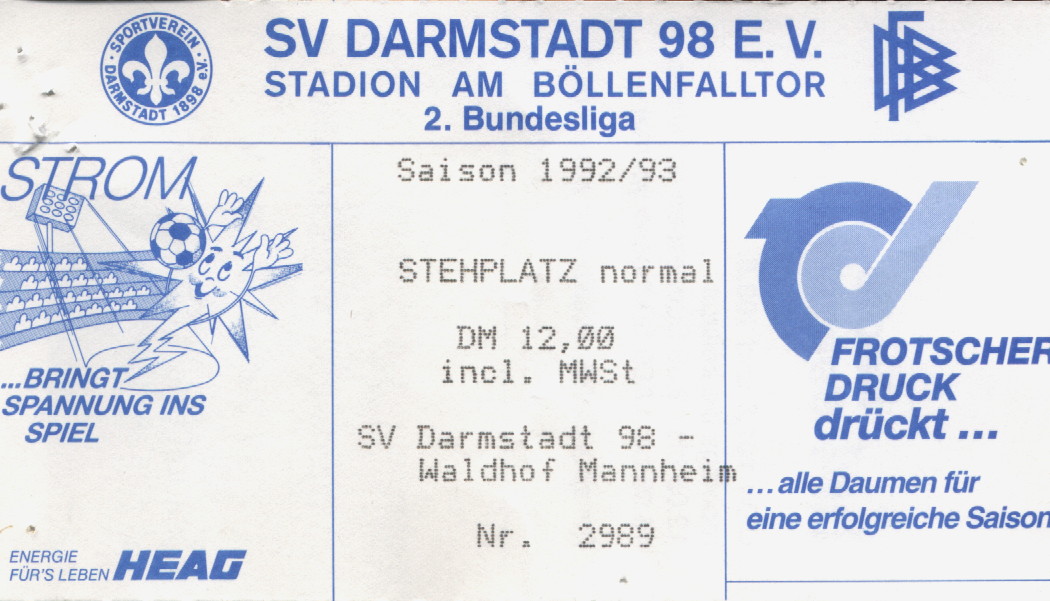 SPORTVEREIN DARMSTADT 1898 e.V.
SV DARMSTADT 98 E. V.
STADION AM BÖLLENFALLTOR
2. Bundesliga
DFB
STROM
...BRINGT
SPANNUNG INS
SPIEL
ENERGIE
FÜR'S LEBEN HEAG
Saison 1992/93
STEHPLATZ normal
DM 12,00
incl. MWSt
SV Darmstadt 98 -
Waldhof Mannheim
Nr. 2989
FROTSCHER
DRUCK
drückt ...
...alle Daumen für
eine erfolgreiche Saison